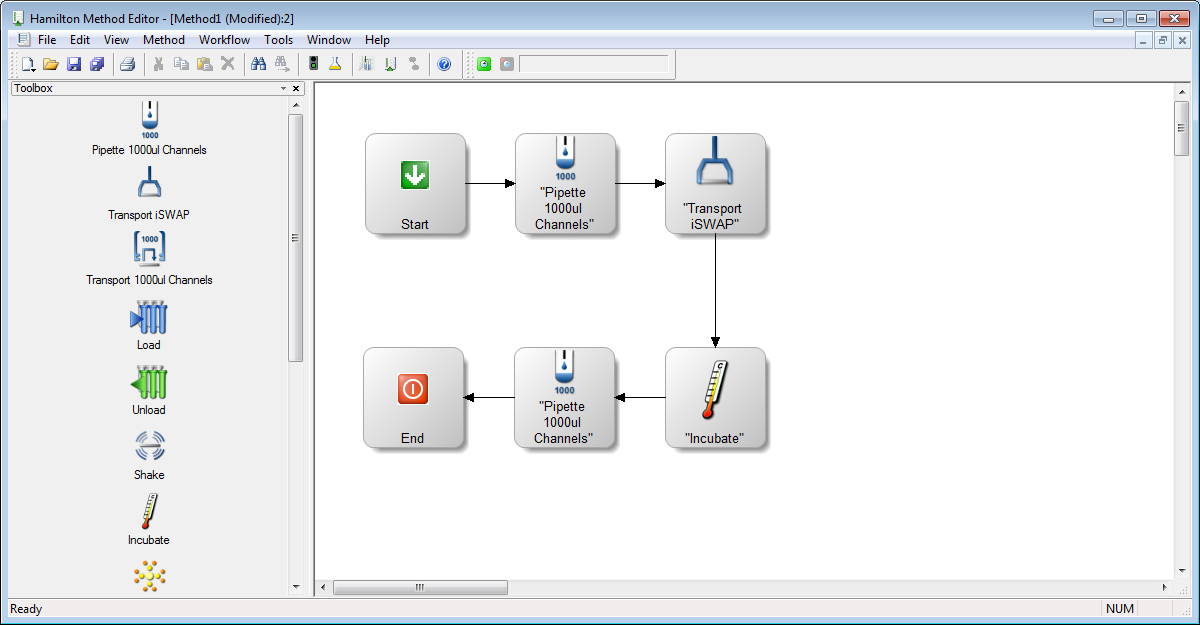 Hamilton Method Editor - [Method1 (Modified):2]
File Edit View Method Workflow Tools Window Help
Toolbox
1000
Pipette 1000ul Channels
Transport iSWAP
1000
Transport 1000ul Channels
Load
Unload
Shake
C
Incubate
Start
1000
"Pipette
1000ul
Channels"
"Transport
iSWAP"
End
1000
"Pipette
1000ul
Channels"
C
"Incubate"
Ready
NUM